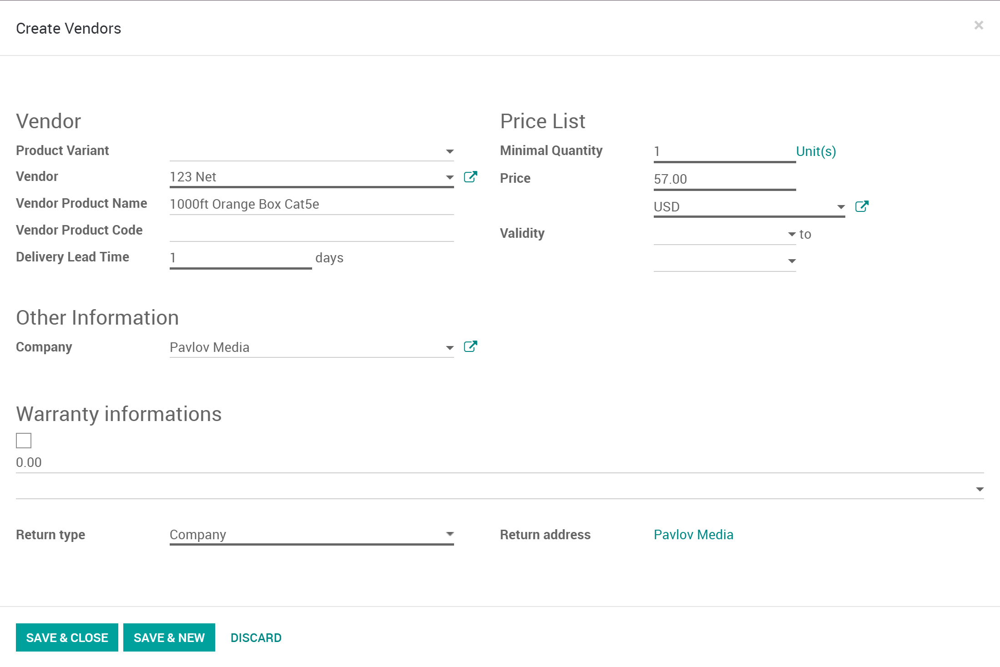 Create Vendors
×
Vendor
Product Variant
Vendor 123 Net
Vendor Product Name 1000ft Orange Box Cat5e
Vendor Product Code
Delivery Lead Time 1 days
Price List
Minimal Quantity 1 Unit(s)
Price 57.00
USD
Validity to
Other Information
Company Pavlov Media
Warranty informations
0.00
Return type Company
Return address Pavlov Media
SAVE & CLOSE SAVE & NEW DISCARD